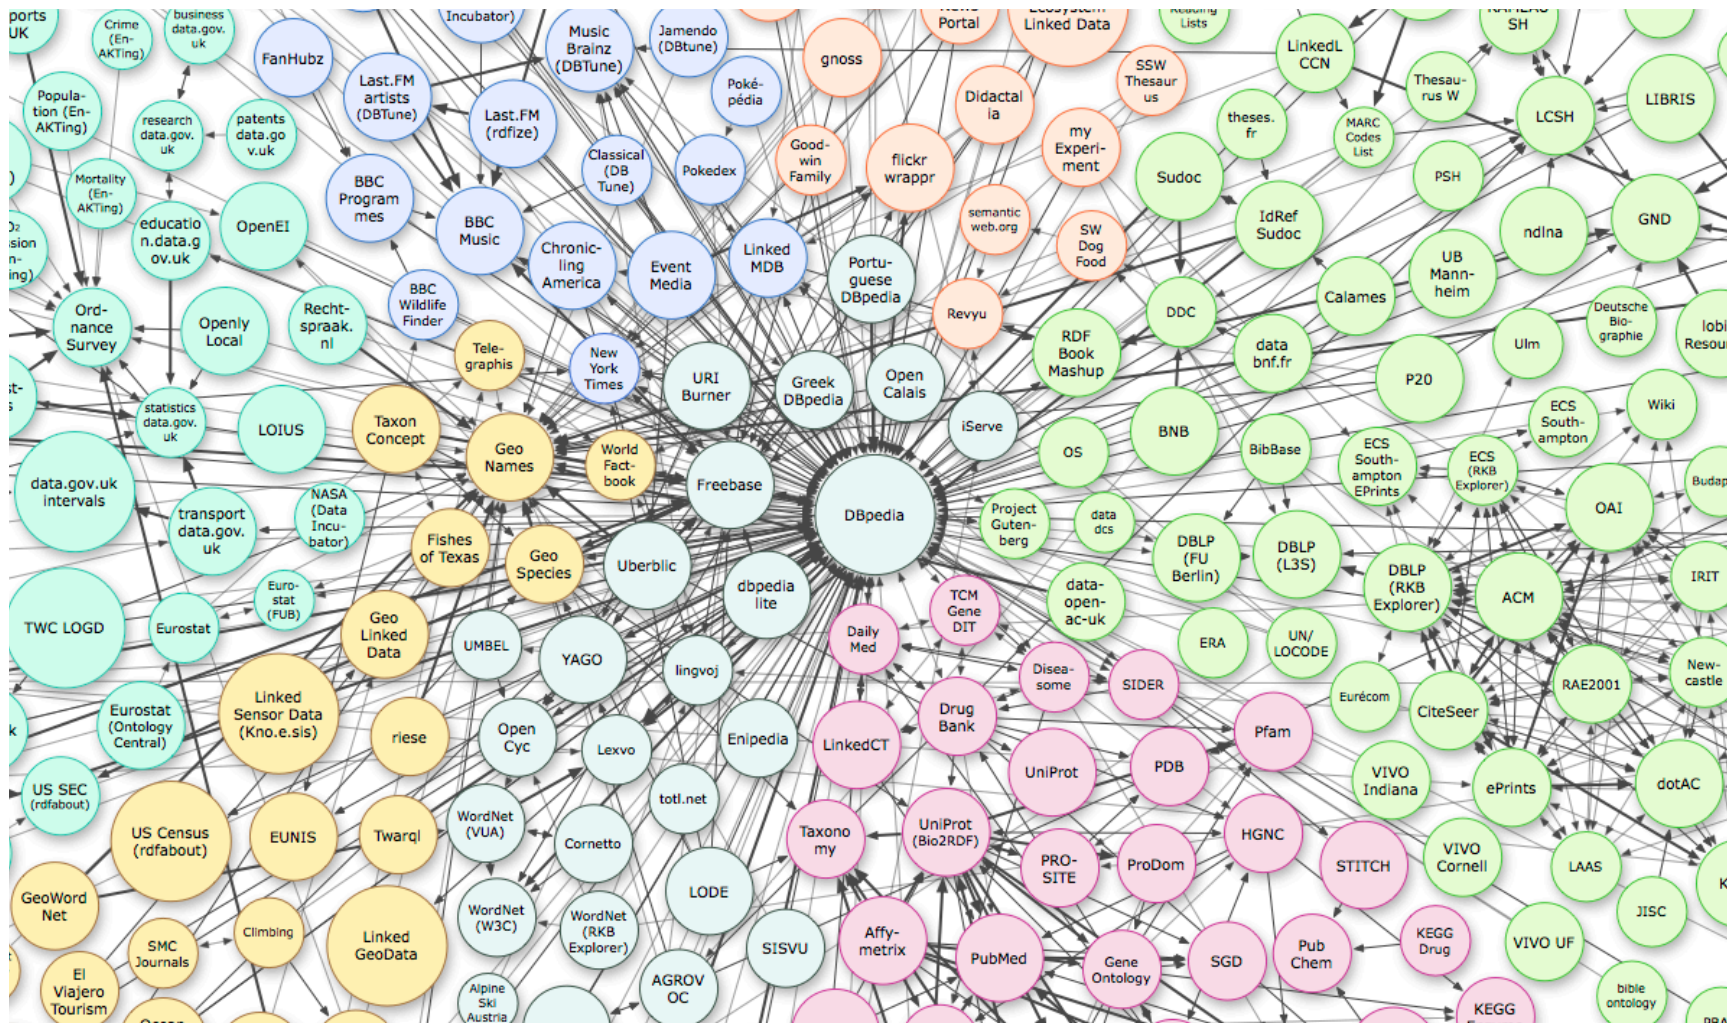 ports
UK
Crime
(En-
AKTing)
business
data.gov.
uk
Popula-
tion (En-
AKTing)
research
data.gov.
uk
patents
data.go
v.uk
Mortality
(En-
AKTing)
)
O2
ssion
n-
ing)
educatio
n.data.g
ov.uk
OpenEI
Ord-
nance
Survey
Openly
Local
Recht-
spraak.
nl
st-
s
statistics
data.gov.
uk
LOIUS
data.gov.uk
intervals
transport
data.gov.
uk
NASA
(Data
Incu-
bator)
Euro-
stat
(FUB)
TWC LOGD
Eurostat
Eurostat
(Ontology
Central)
k
US SEC
(rdfabout)
FanHubz
Incubator)
Last.FM
artists
(DBTune)
Last.FM
(rdfize)
Music
Brainz
(DBTune)
Jamendo
(DBtune)
Poké-
pédia
BBC
Program
mes
BBC
Music
Classical
(DB
Tune)
Pokedex
Chronic-
ling
America
Event
Media
Linked
MDB
BBC
Wildlife
Finder
New
York
Times
gnoss
News
Portal
Ecosystem
Linked Data
SSW
Thesaur
us
Didactal
ia
Good-
win
Family
flickr
wrappr
my
Experi-
ment
semantic
web.org
SW
Dog
Food
Revyu
Portu-
guese
DBpedia
URI
Burner
Greek
DBpedia
Open
Calais
iServe
Freebase
DBpedia
Uberblic
dbpedia
lite
UMBEL
YAGO
lingvoj
Open
Cyc
Lexvo
Enipedia
totl.net
WordNet
(VUA)
Cornetto
LODE
WordNet
(W3C)
WordNet
(RKB
Explorer)
SISVU
AGROV
OC
Alpine
Ski
Austria
Tele-
graphis
Taxon
Concept
Geo
Names
World
Fact-
book
Fishes
of Texas
Geo
Species
Geo
Linked
Data
Linked
Sensor Data
(Kno.e.sis)
riese
US Census
(rdfabout)
EUNIS
Twarql
GeoWord
Net
SMC
Journals
Climbing
Linked
GeoData
El
Viajero
Tourism
Ocean
Reading
Lists
LinkedL
CCN
RAMEAU
SH
Thesau-
rus W
LCSH
LIBRIS
theses.
fr
MARC
Codes
List
Sudoc
PSH
IdRef
Sudoc
ndlna
GND
UB
Mann-
heim
Calames
DDC
Deutsche
Bio-
graphie
lobi
Resou
RDF
Book
Mashup
data
bnf.fr
Ulm
P20
BNB
OS
BibBase
ECS
South-
ampton
Wiki
ECS
South-
ampton
EPrints
ECS
(RKB
Explorer)
Budap
OAI
Project
Guten-
berg
data
dcs
DBLP
(FU
Berlin)
DBLP
(L3S)
DBLP
(RKB
Explorer)
ACM
IRIT
data-
open-
ac-uk
ERA
UN/
LOCODE
New-
castle
Eurécom
CiteSeer
RAE2001
VIVO
Indiana
ePrints
dotAC
VIVO
Cornell
LAAS
K
JISC
VIVO UF
bible
ontology
PBA
Daily
Med
TCM
Gene
DIT
Disea-
some
SIDER
LinkedCT
Drug
Bank
Pfam
UniProt
PDB
Taxono
my
UniProt
(Bio2RDF)
HGNC
PRO-
SITE
ProDom
STITCH
Affy-
metrix
PubMed
Gene
Ontology
SGD
Pub
Chem
KEGG
Drug
KEGG